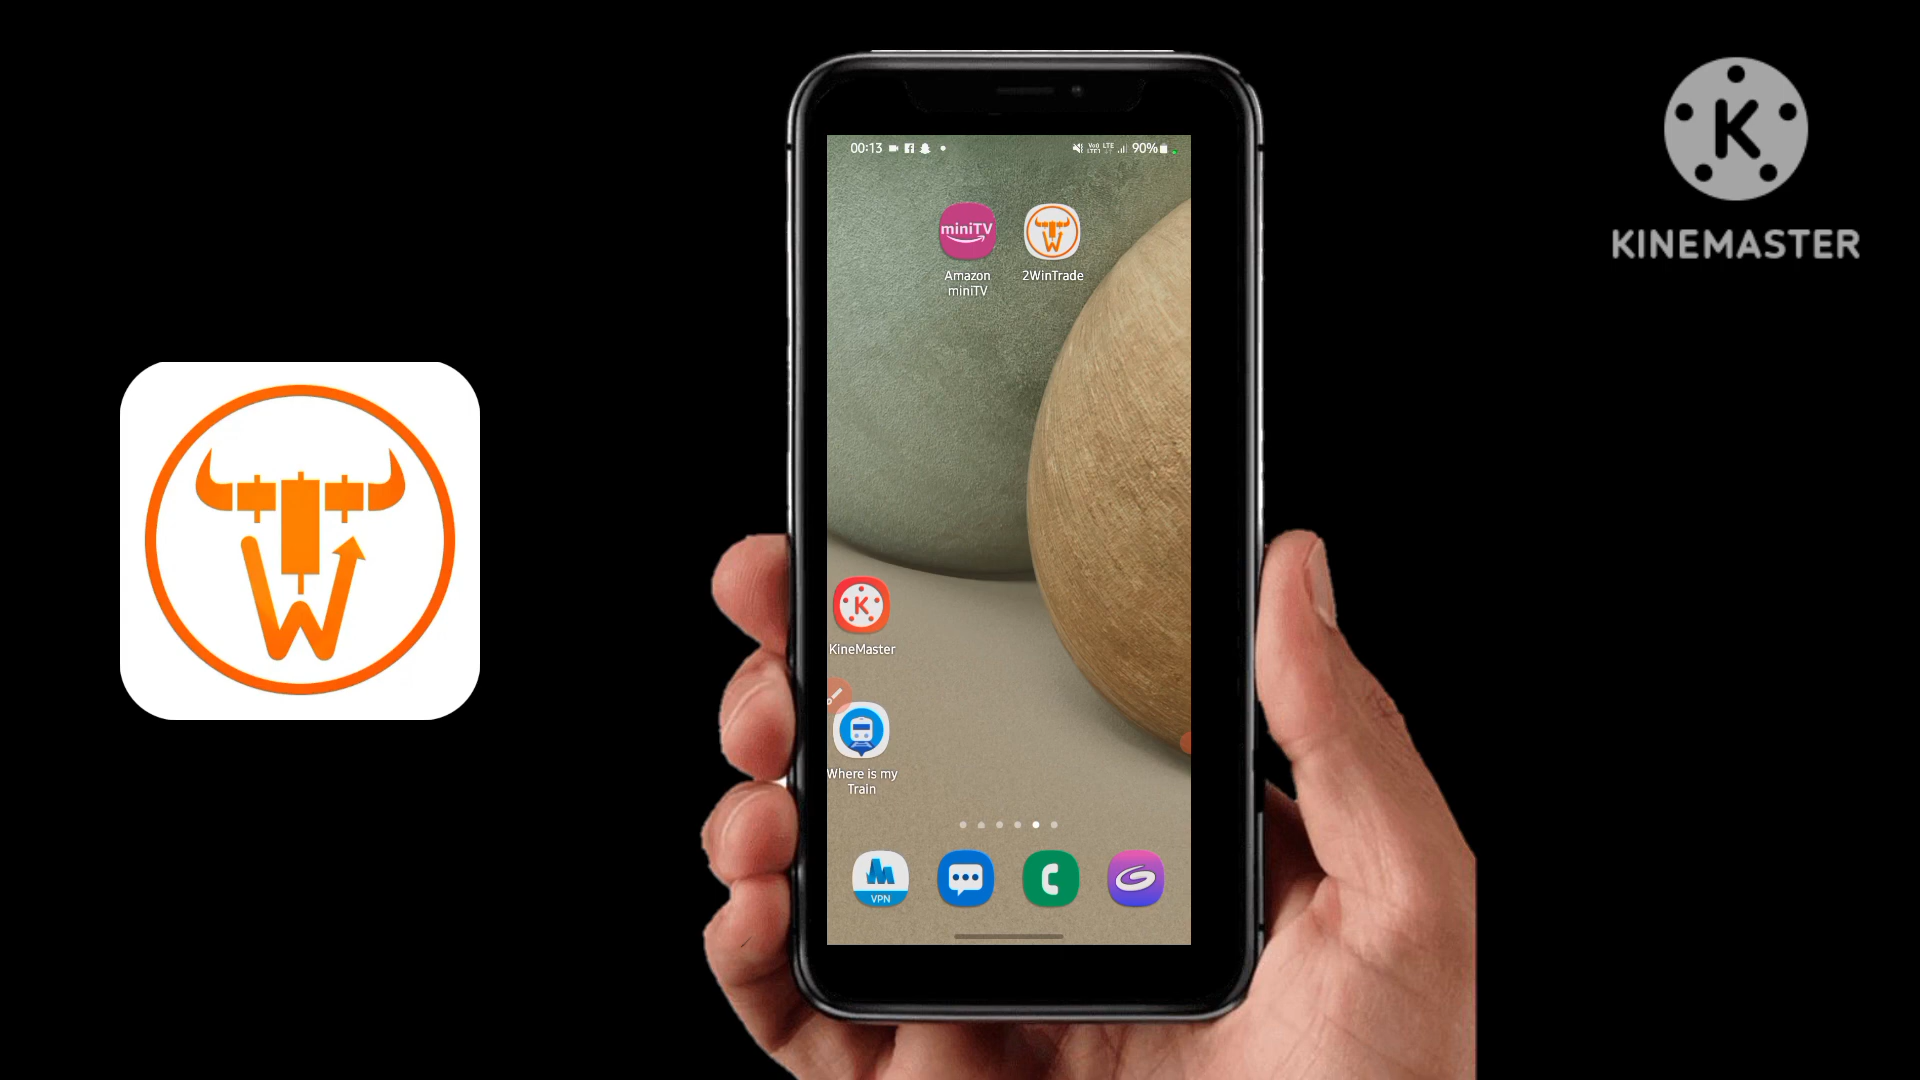 K
KINEMASTER
00:13
90%
miniTV
Amazon
miniTV
2WinTrade
K
KineMaster
Where is my
Train
VPN